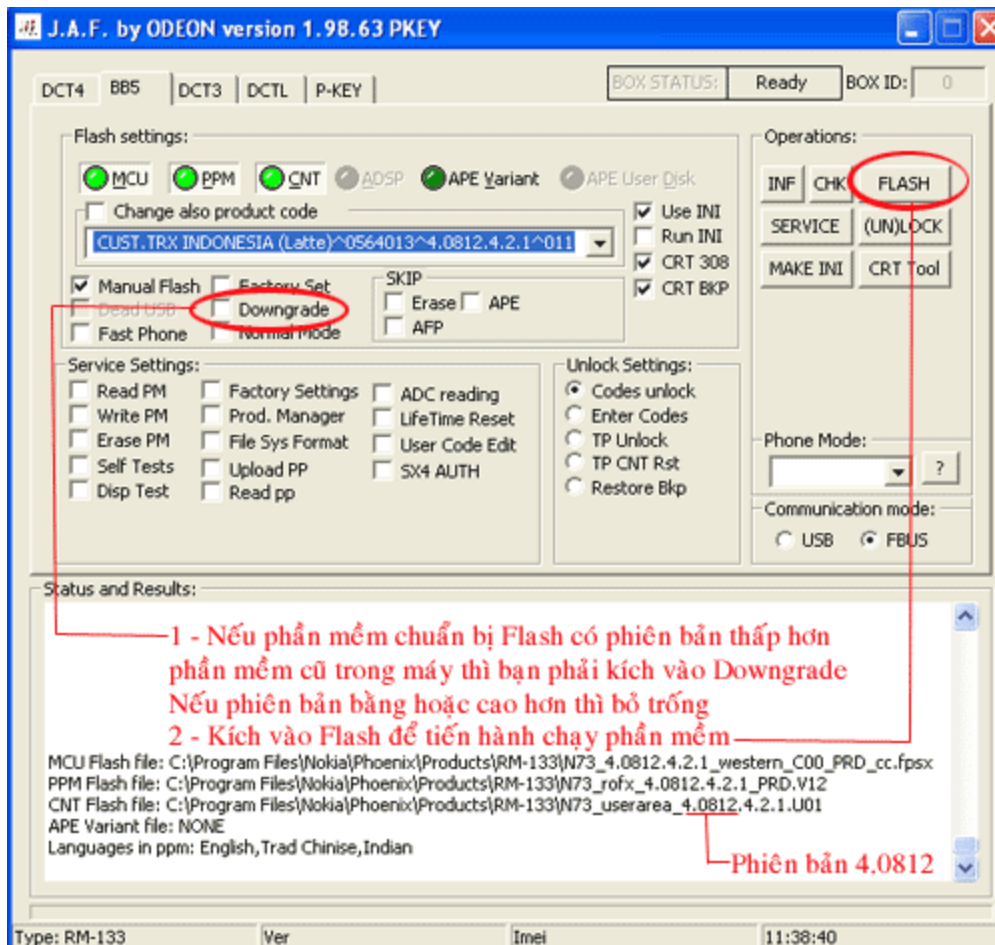 J.A.F. by ODEON version 1.98.63 PKEY
DCT4 BB5 DCT3 DCTL P-KEY
BOX STATUS: Ready BOX ID: 0
Flash settings:
MCU PPM CNT ADSP APE Variant APE User Disk
Change also product code
CUST.TRX INDONESIA (Latte)^0564013^4.0812.4.2.1^011
Use INI
Run INI
CRT 308
CRT BKP
Manual Flash Factory Set
Dead USB Downgrade
Fast Phone Normal Mode
SKIP
Erase APE
AFP
Operations:
INF CHK FLASH
SERVICE (UN)LOCK
MAKE INI CRT Tool
Service Settings:
Read PM Factory Settings ADC reading
Write PM Prod. Manager LifeTime Reset
Erase PM File Sys Format User Code Edit
Self Tests Upload PP SX4 AUTH
Disp Test Read pp
Unlock Settings:
Codes unlock
Enter Codes
TP Unlock
TP CNT Rst
Restore Bkp
Phone Mode:
?
Communication mode:
USB FBUS
Status and Results:
1 - Nếu phần mềm chuẩn bị Flash có phiên bản thấp hơn
phần mềm cũ trong máy thì bạn phải kích vào Downgrade
Nếu phiên bản bằng hoặc cao hơn thì bỏ trống
2 - Kích vào Flash để tiến hành chạy phần mềm
MCU Flash file: C:\Program Files\Nokia\Phoenix\Products\RM-133\N73_4.0812.4.2.1_western_C00_PRD_cc.fpsx
PPM Flash file: C:\Program Files\Nokia\Phoenix\Products\RM-133\N73_rofx_4.0812.4.2.1_PRD.V12
CNT Flash file: C:\Program Files\Nokia\Phoenix\Products\RM-133\N73_userarea_4.0812.4.2.1.U01
APE Variant file: NONE
Languages in ppm: English,Trad Chinise,Indian
Phiên bản 4.0812
Type: RM-133 Ver Imei 11:38:40